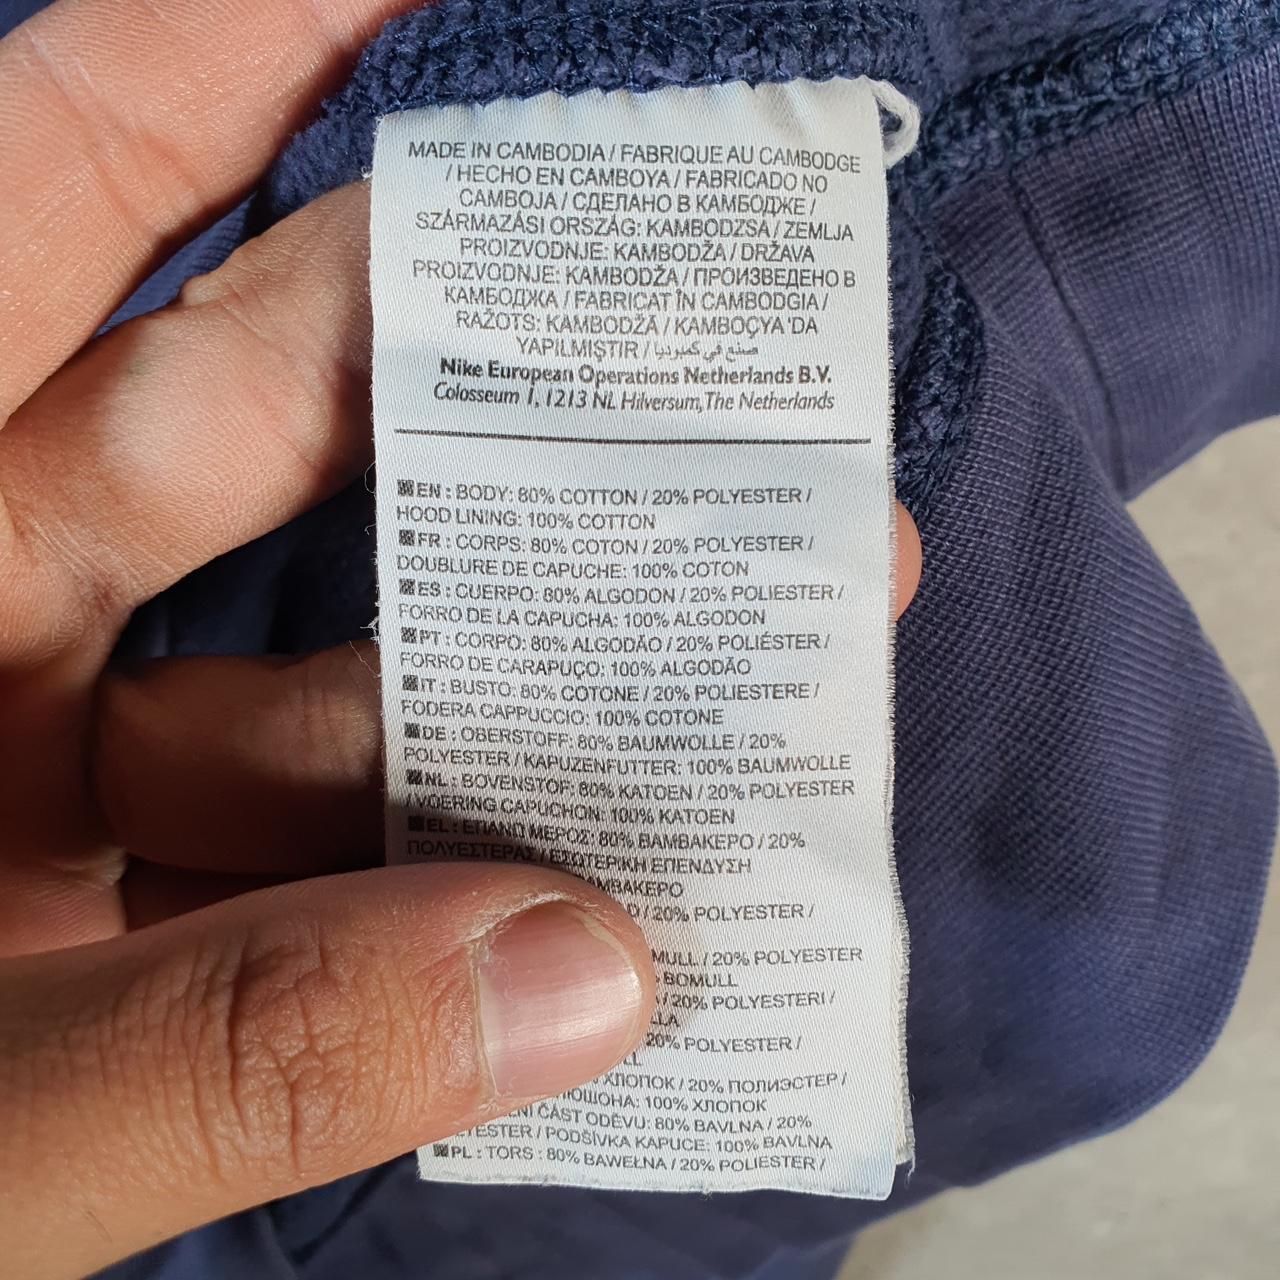 MADE IN CAMBODIA / FABRIQUE AU CAMBODGE
/ HECHO EN CAMBOYA / FABRICADO NO
CAMBOJA / СДЕЛАНО В КАМБОДЖЕ /
SZÁRMAZÁSI ORSZÁG: KAMBODZSA / ZEMLJA
PROIZVODNJE: KAMBODŽA / DRŽAVA
PROIZVODNJE: KAMBODŽA / ПРОИЗВЕДЕНО В
КАМБОДЖА / FABRICAT ÎN CAMBODGIA /
RAŽOTS: KAMBODŽA / KAMBOÇYA 'DA
YAPILMIŞTIR / صنع في كمبوديا
Nike European Operations Netherlands B.V.
Colosseum 1, 1213 NL Hilversum, The Netherlands
EN : BODY: 80% COTTON / 20% POLYESTER /
HOOD LINING: 100% COTTON
FR : CORPS: 80% COTON / 20% POLYESTER /
DOUBLURE DE CAPUCHE: 100% COTON
ES : CUERPO: 80% ALGODON / 20% POLIESTER /
FORRO DE LA CAPUCHA: 100% ALGODON
PT : CORPO: 80% ALGODÃO / 20% POLIÉSTER /
FORRO DE CARAPUÇO: 100% ALGODÃO
IT : BUSTO: 80% COTONE / 20% POLIESTERE /
FODERA CAPPUCCIO: 100% COTONE
DE : OBERSTOFF: 80% BAUMWOLLE / 20%
POLYESTER / KAPUZENFUTTER: 100% BAUMWOLLE
NL : BOVENSTOF: 80% KATOEN / 20% POLYESTER
/ VOERING CAPUCHON: 100% KATOEN
EL : ΕΠΑΝΩ ΜΕΡΟΣ: 80% ΒΑΜΒΑΚΕΡΟ / 20%
ΠΟΛΥΕΣΤΕΡΑΣ / ΕΣΩΤΕΡΙΚΗ ΕΠΕΝΔΥΣΗ
ΑΜΒΑΚΕΡΟ
/ 20% POLYESTER /
MULL / 20% POLYESTER
BOMULL
/ 20% POLYESTERI /
LLA
20% POLYESTER /
LL
ХЛОПОК / 20% ПОЛИЭСТЕР /
ЮШОНА: 100% ХЛОПОК
ČÁST ODĚVU: 80% BAVLNA / 20%
YESTER / PODŠÍVKA KAPUCE: 100% BAVLNA
PL : TORS : 80% BAWEŁNA / 20% POLIESTER /